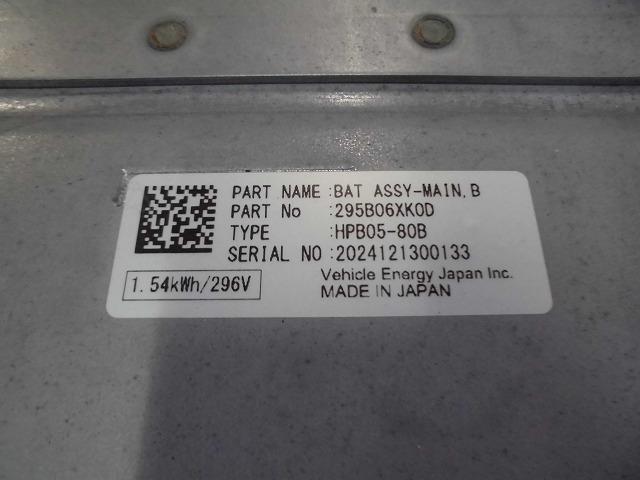 PART NAME :BAT ASSY-MAIN,B
PART No :295B06XK0D
TYPE :HPB05-80B
SERIAL NO :2024121300133
1.54kWh/296V
Vehicle Energy Japan Inc.
MADE IN JAPAN